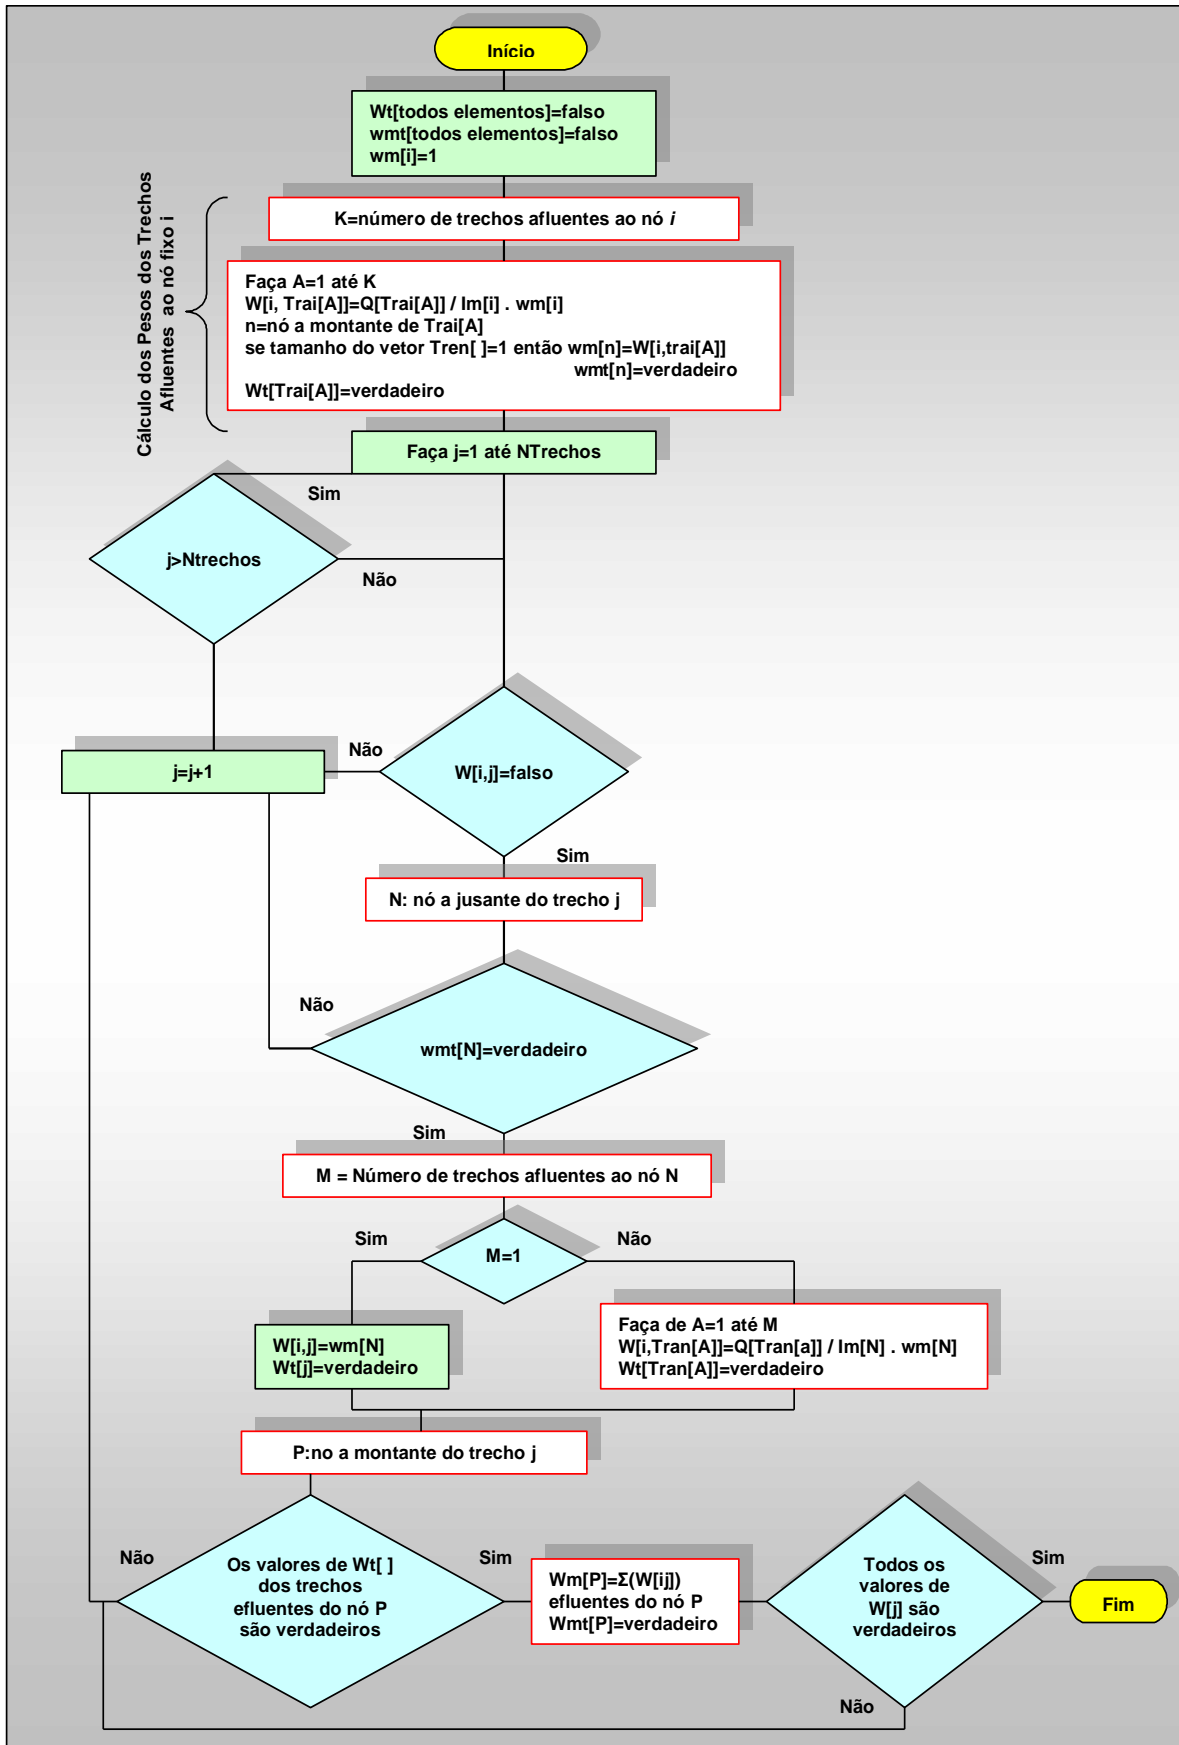 Início
Wt[todos elementos]=falso
wmt[todos elementos]=falso
wm[i]=1
Cálculo dos Pesos dos Trechos
Afluentes ao nó fixo i
K=número de trechos afluentes ao nó i
Faça A=1 até K
W[i, Trai[A]]=Q[Trai[A]] / Im[i] . wm[i]
n=nó a montante de Trai[A]
se tamanho do vetor Tren[ ]=1 então wm[n]=W[i,trai[A]]
wmt[n]=verdadeiro
Wt[Trai[A]]=verdadeiro
Faça j=1 até NTrechos
Sim
j>Ntrechos
Não
Não
j=j+1
W[i,j]=falso
Sim
N: nó a jusante do trecho j
Não
wmt[N]=verdadeiro
Sim
M = Número de trechos afluentes ao nó N
Sim
Não
M=1
W[i,j]=wm[N]
Wt[j]=verdadeiro
Faça de A=1 até M
W[i,Tran[A]]=Q[Tran[a]] / Im[N] . wm[N]
Wt[Tran[A]]=verdadeiro
P:no a montante do trecho j
Não
Os valores de Wt[ ]
dos trechos
efluentes do nó P
são verdadeiros
Sim
Wm[P]=Σ(W[ij])
efluentes do nó P
Wmt[P]=verdadeiro
Todos os
valores de
W[j] são
verdadeiros
Sim
Fim
Não